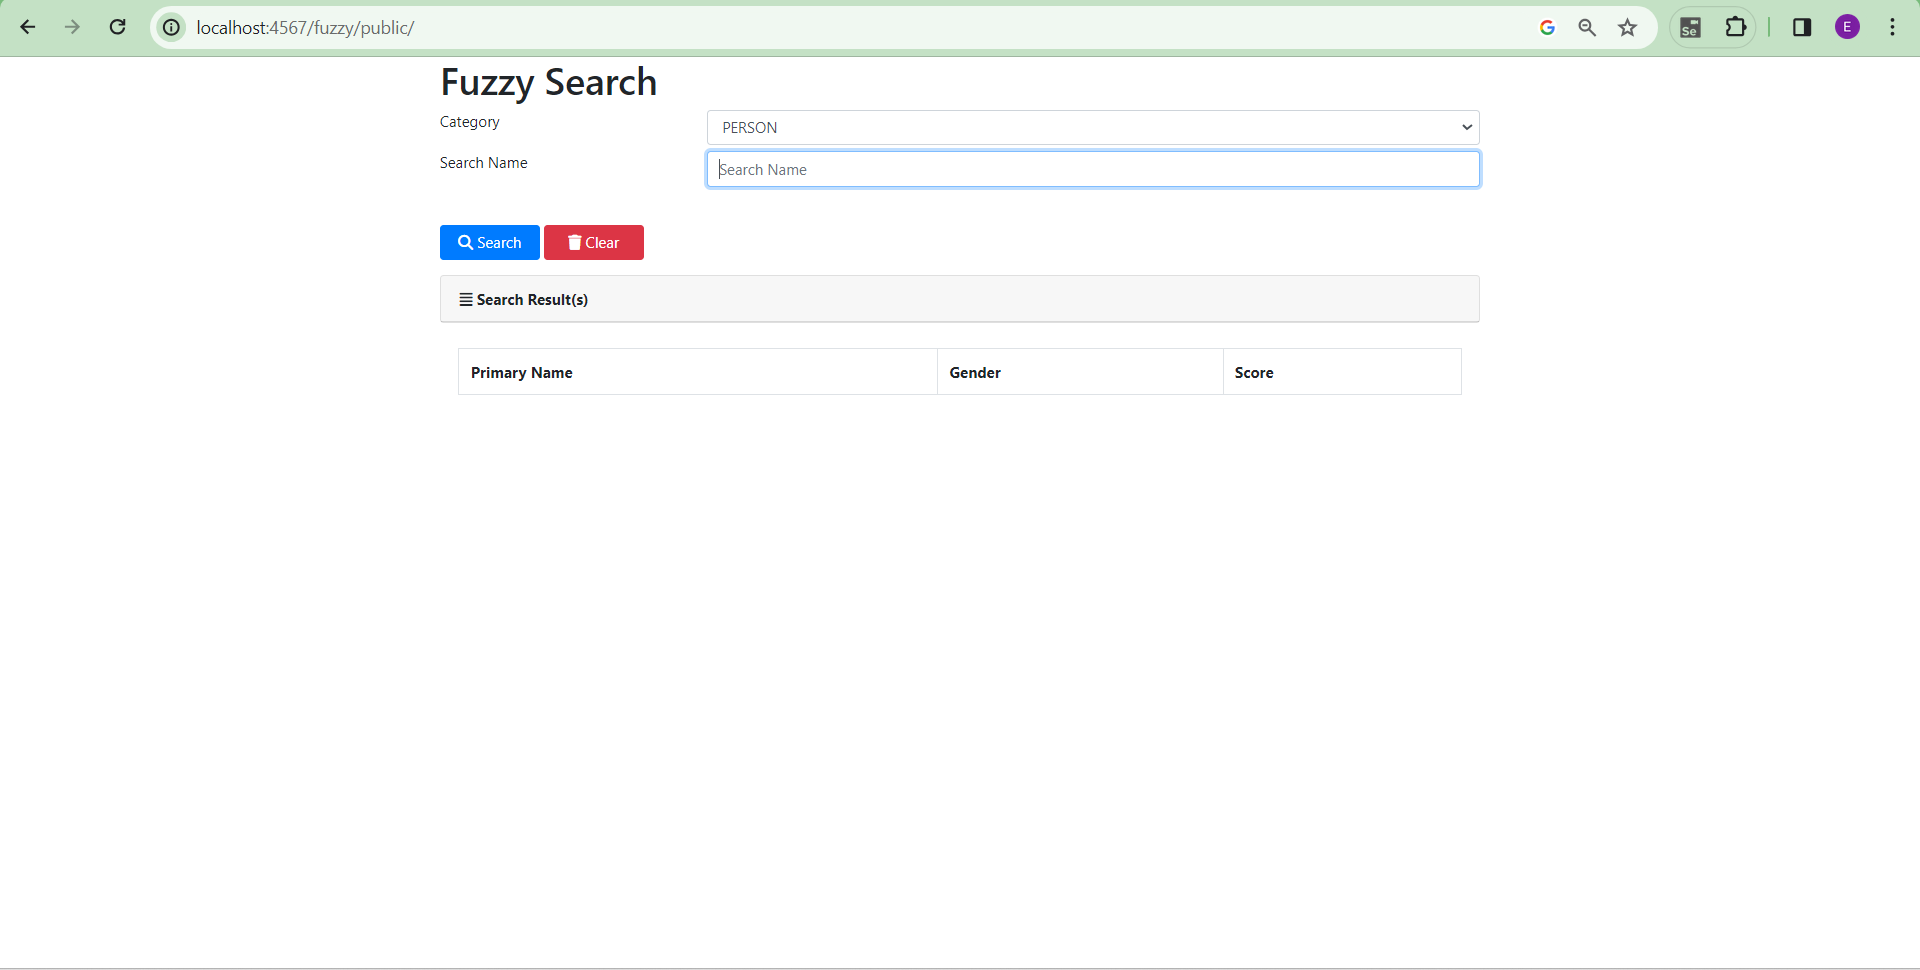 localhost:4567/fuzzy/public/
Se
E
Fuzzy Search
Category
PERSON
Search Name
Search Name
Search
Clear
Search Result(s)
Primary Name Gender Score